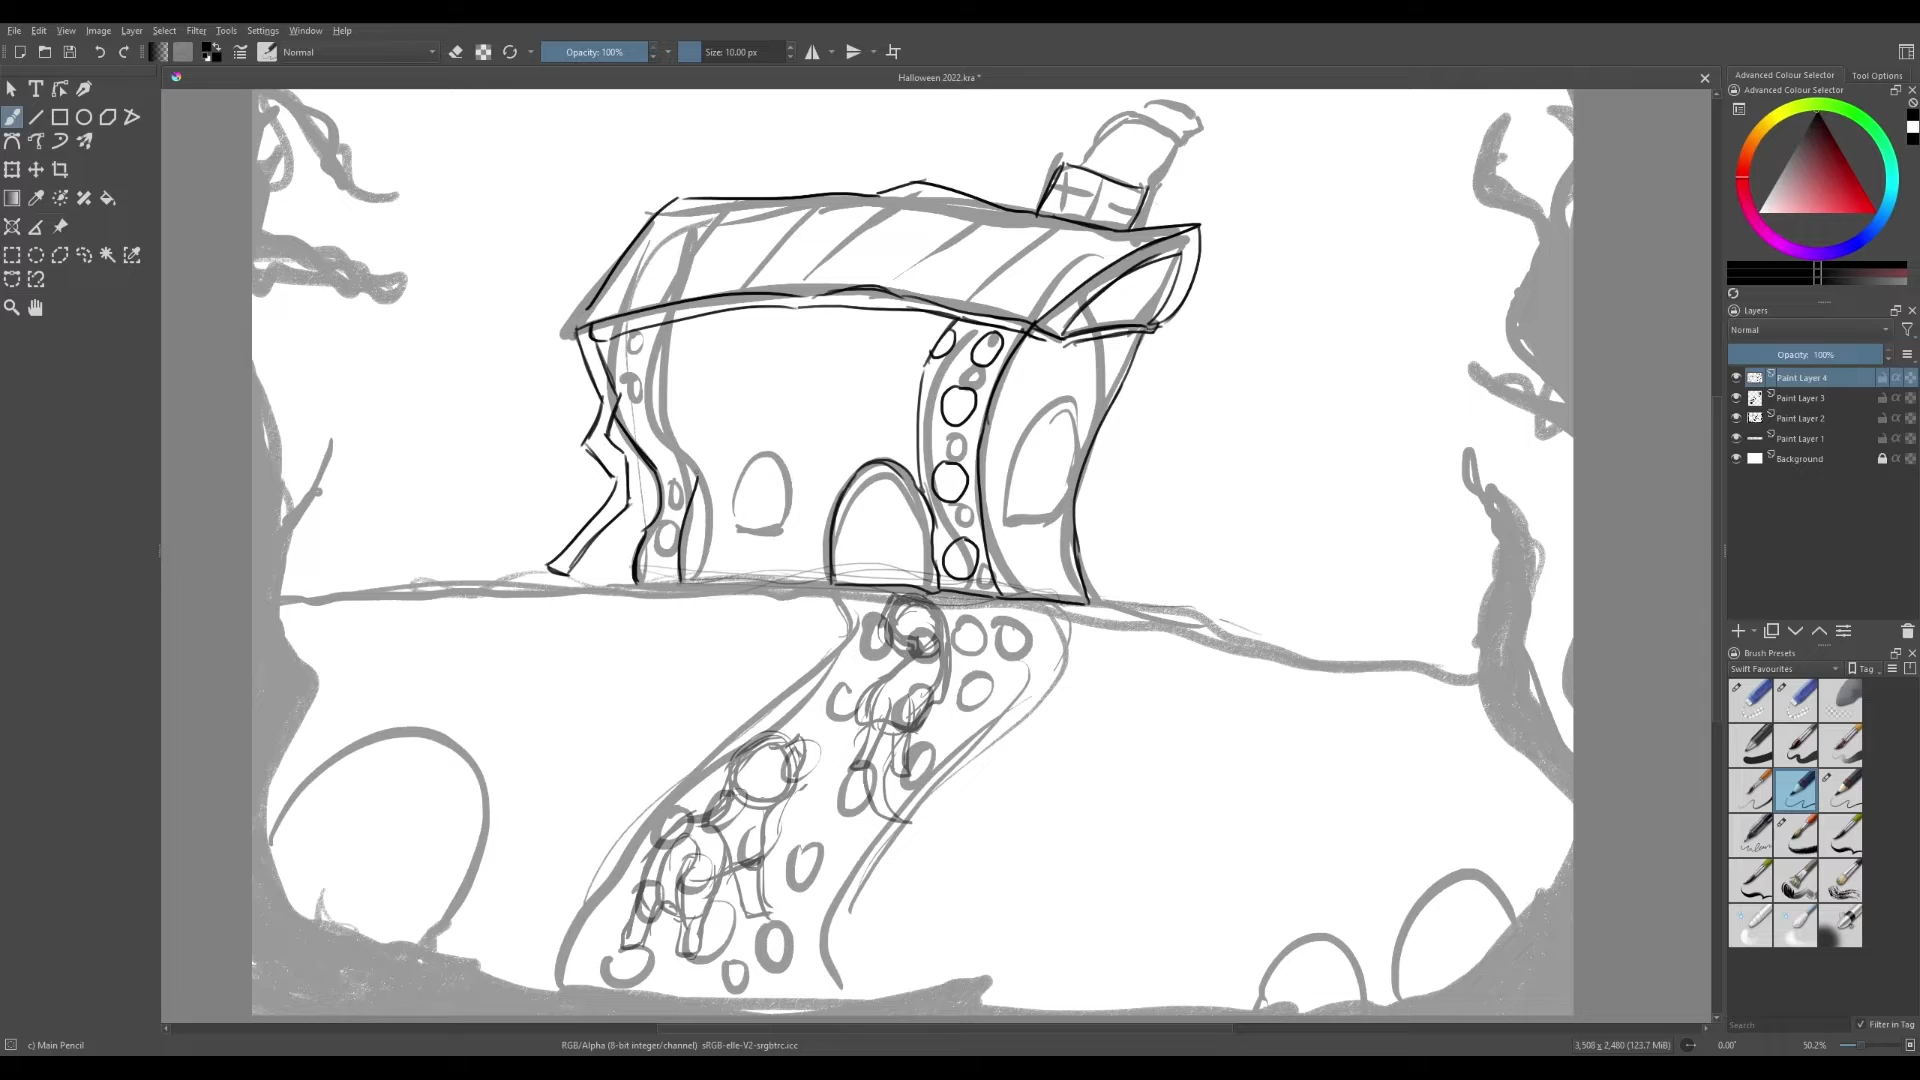 File Edit View Image Layer Select Filter Tools Settings Window Help
Normal
Opacity: 100%
Size: 10.00 px
Halloween 2022.kra *
Advanced Colour Selector
Tool Options
Advanced Colour Selector
Layers
Normal
Opacity: 100%
Paint Layer 4
Paint Layer 3
Paint Layer 2
Paint Layer 1
Background
Brush Presets
Swift Favourites
Tag
Search
Filter in Tag
c) Main Pencil
RGB/Alpha (8-bit integer/channel) sRGB-elle-V2-srgbtrc.icc
3,508 x 2,480 (123.7 MiB)
0.00°
50.2%